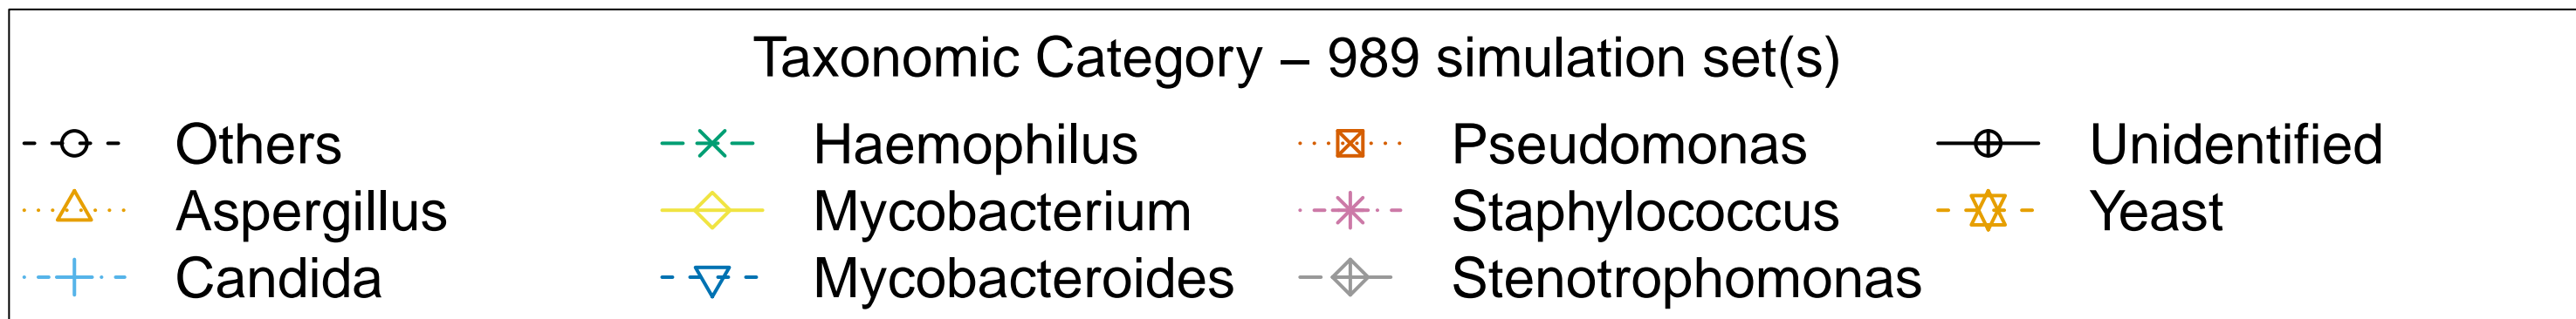 Taxonomic Category – 989 simulation set(s)
Others Haemophilus Pseudomonas Unidentified
Aspergillus Mycobacterium Staphylococcus Yeast
Candida Mycobacteroides Stenotrophomonas